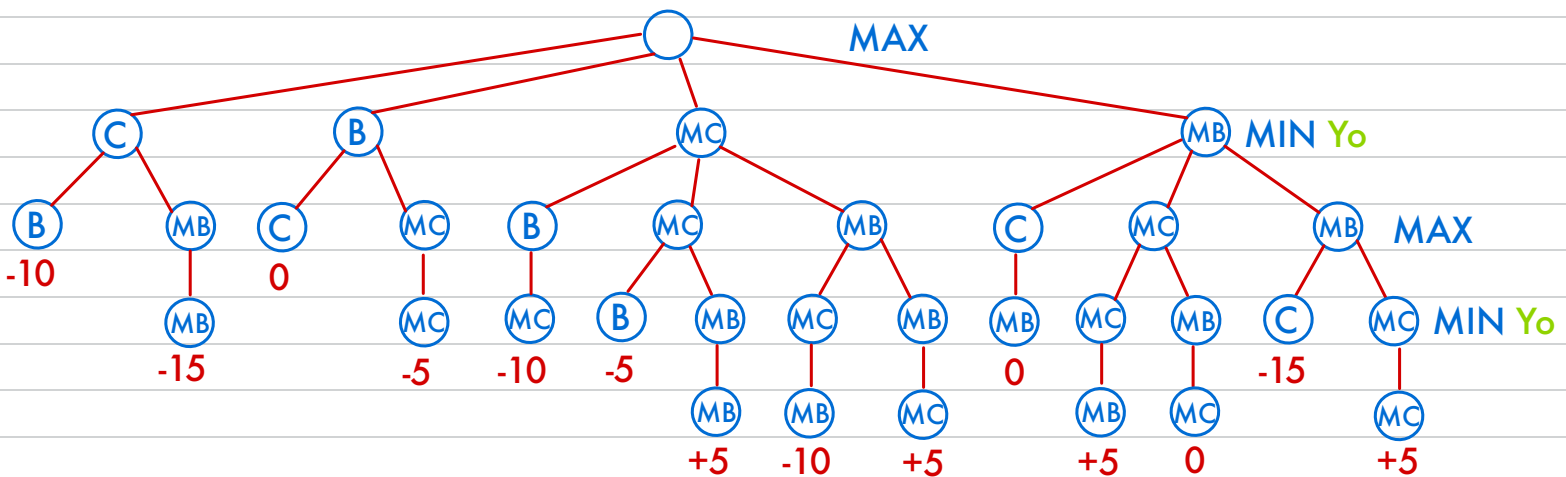 MAX
C B MC MB MIN Yo
B MB C MC B MC MB C MC MB MAX
-10 0
MB MC MC B MB MC MB MB MC MB C MC MIN Yo
-15 -5 -10 -5 0 -15
MB MB MC MB MC MC
+5 -10 +5 +5 0 +5